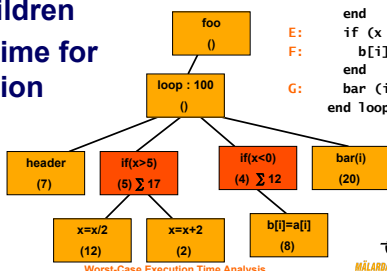 ildren
ime for
ion
foo
()
loop : 100
()
header
(7)
if(x>5)
(5) ∑ 17
if(x<0)
(4) ∑ 12
bar(i)
(20)
x=x/2
(12)
x=x+2
(2)
b[i]=a[i]
(8)
end
E: if (x
F: b[i]
end
G: bar (i
end loop
Worst-Case Execution Time Analysis
MÄLARD